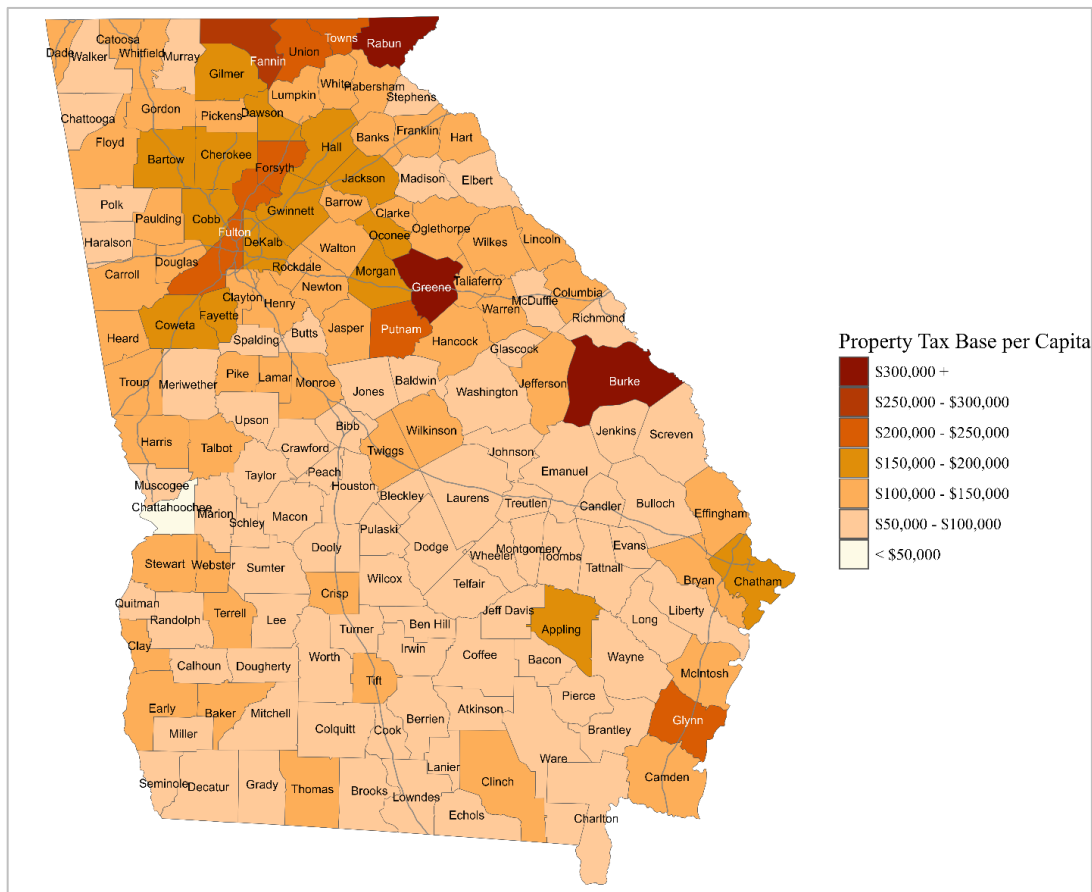 Dade
Catoosa
Walker
Whitfield
Murray
Fannin
Union
Towns
Rabun
Gilmer
White
Habersham
Lumpkin
Stephens
Chattooga
Gordon
Pickens
Dawson
Floyd
Banks
Franklin
Hart
Bartow
Cherokee
Forsyth
Hall
Jackson
Madison
Elbert
Polk
Paulding
Cobb
Gwinnett
Barrow
Clarke
Oglethorpe
Fulton
DeKalb
Oconee
Wilkes
Lincoln
Haralson
Walton
Douglas
Rockdale
Morgan
Greene
Taliaferro
Carroll
Newton
Clayton
Henry
McDuffie
Columbia
Warren
Richmond
Coweta
Fayette
Heard
Spalding
Butts
Jasper
Putnam
Hancock
Glascock
Troup
Meriwether
Pike
Lamar
Monroe
Jones
Baldwin
Washington
Jefferson
Burke
Upson
Bibb
Wilkinson
Jenkins
Screven
Harris
Talbot
Crawford
Twiggs
Johnson
Taylor
Peach
Emanuel
Muscogee
Houston
Bleckley
Laurens
Treutlen
Candler
Bulloch
Effingham
Chattahoochee
Marion
Schley
Macon
Pulaski
Dooly
Dodge
Wheeler
Montgomery
Toombs
Evans
Tattnall
Stewart
Webster
Sumter
Wilcox
Telfair
Bryan
Chatham
Crisp
Quitman
Randolph
Terrell
Lee
Turner
Ben Hill
Jeff Davis
Appling
Long
Liberty
Clay
Calhoun
Dougherty
Worth
Irwin
Coffee
Bacon
Wayne
Tift
McIntosh
Early
Baker
Mitchell
Atkinson
Pierce
Miller
Colquitt
Cook
Berrien
Brantley
Glynn
Seminole
Decatur
Grady
Thomas
Brooks
Lanier
Clinch
Ware
Camden
Lowndes
Echols
Charlton
Property Tax Base per Capita
$300,000 +
$250,000 - $300,000
$200,000 - $250,000
$150,000 - $200,000
$100,000 - $150,000
$50,000 - $100,000
< $50,000